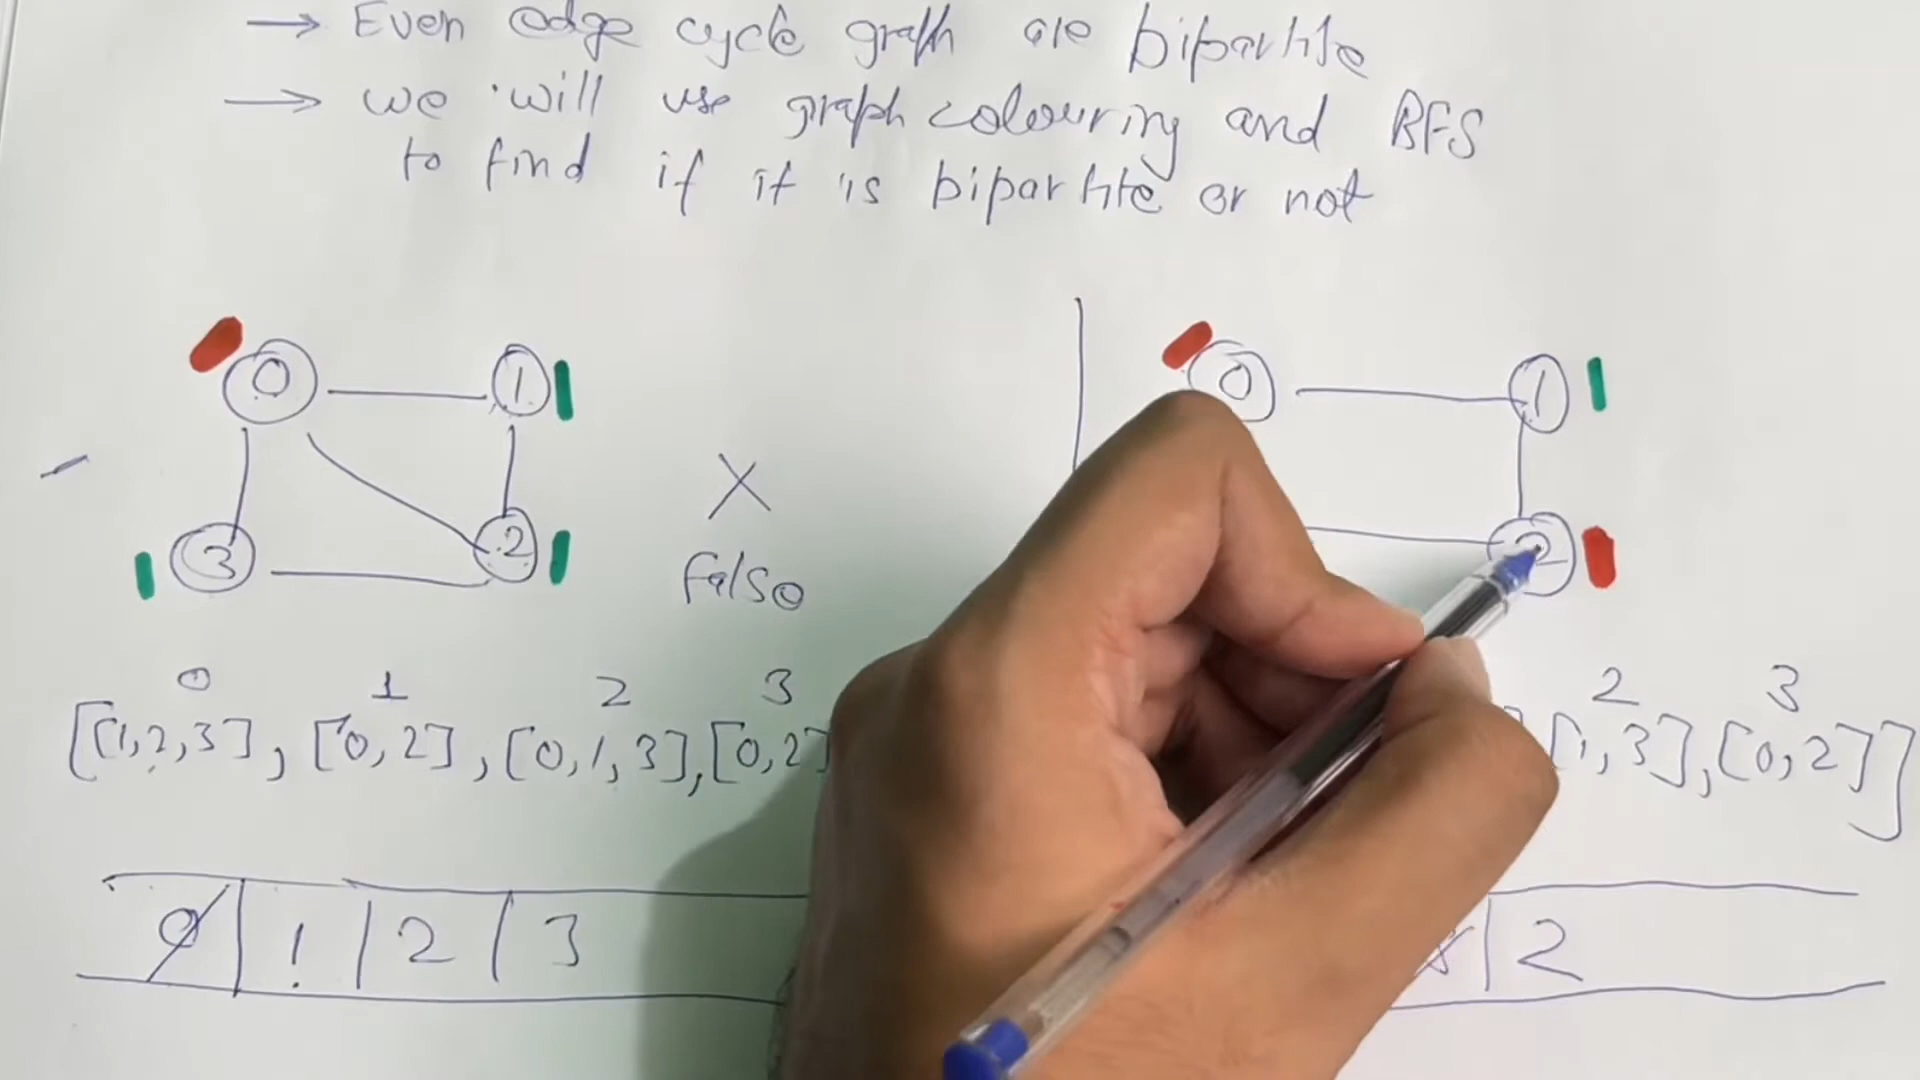 → Even edge cycle graph are bipartite
→ we will use graph colouring and BFS
to find if it is bipartite or not
0 1 0 1
3 2 2
X
False
0 1 2 3 2 3
[[1,2,3], [0,2], [0,1,3], [0,2] [1,3], [0,2]]
0 1 2 3 2